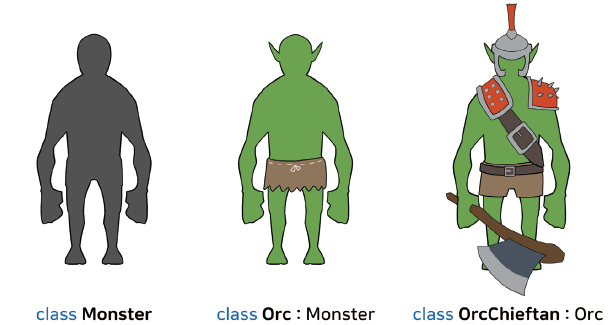 class Monster
class Orc : Monster
class OrcChieftan : Orc